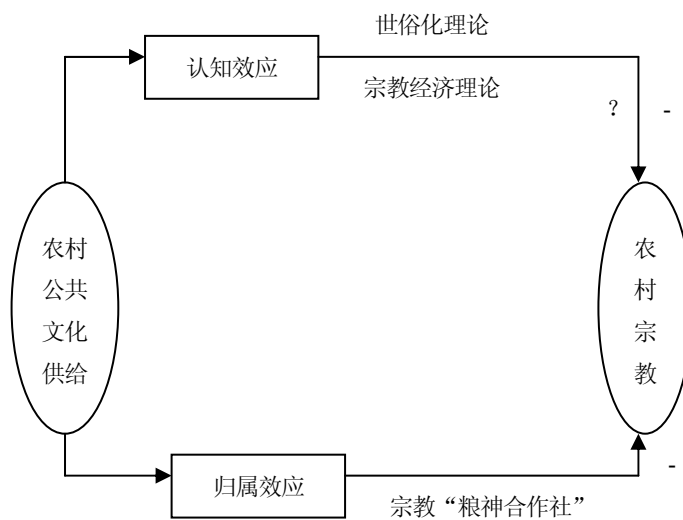 世俗化理论
认知效应
宗教经济理论
? -
农村
公共
文化
供给
农
村
宗
教
归属效应
-
宗教“粮神合作社”